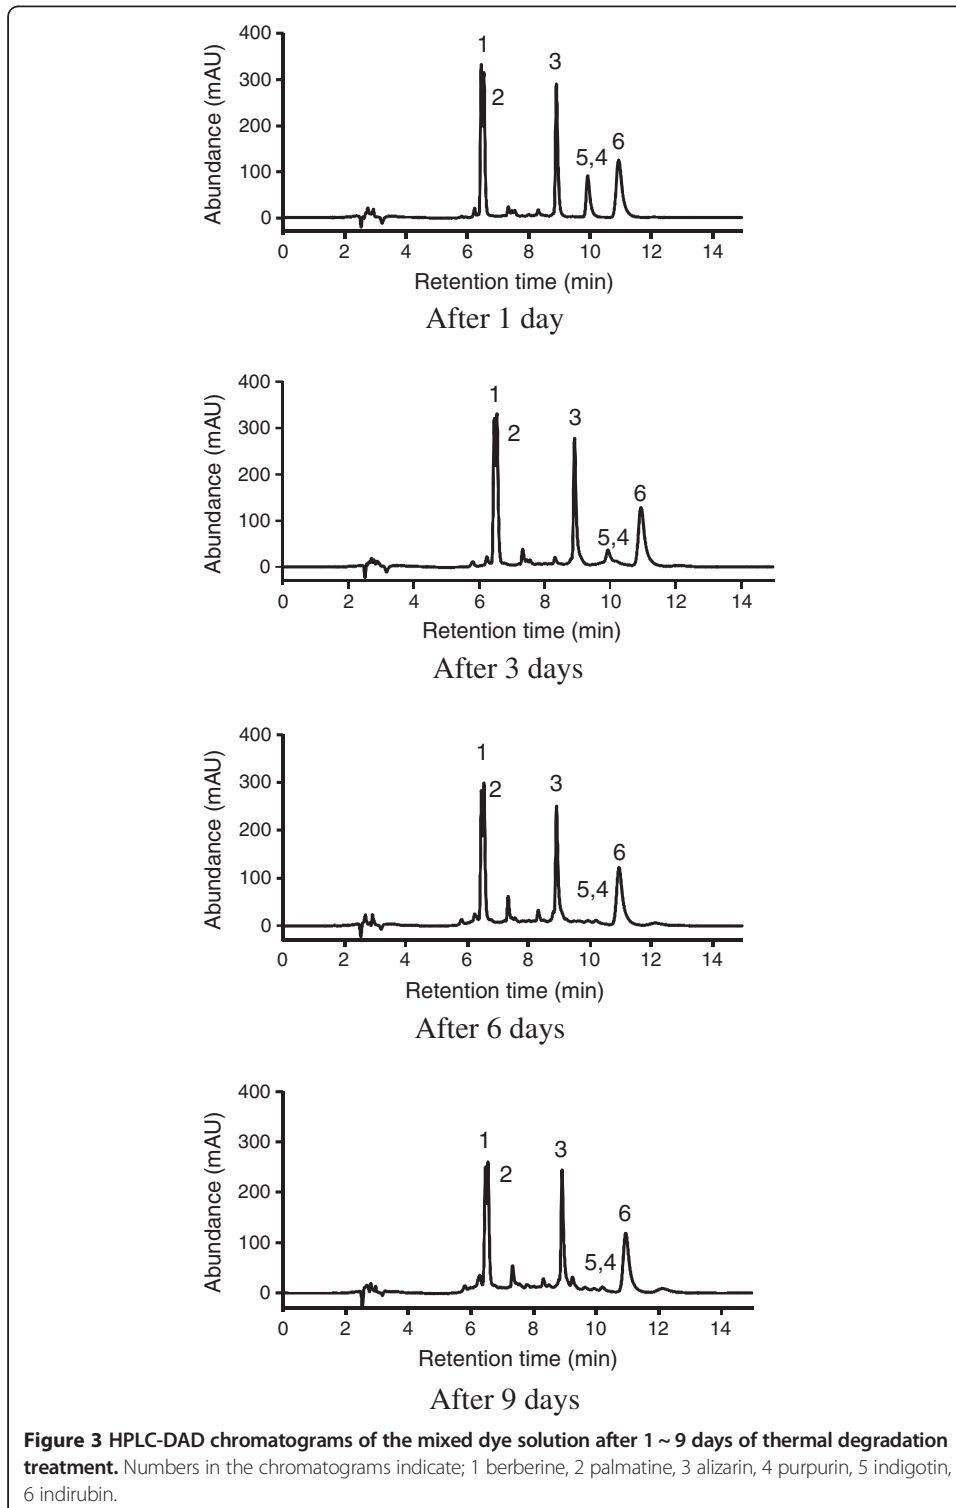 400
1
3
300
2
200
6
5,4
100
0
Abundance (mAU)
0 2 4 6 8 10 12 14
Retention time (min)
After 1 day
400
1
3
300
2
200
6
5,4
100
0
Abundance (mAU)
0 2 4 6 8 10 12 14
Retention time (min)
After 3 days
400
1
3
300
2
200
6
5,4
100
0
Abundance (mAU)
0 2 4 6 8 10 12 14
Retention time (min)
After 6 days
400
1
3
300
2
200
6
5,4
100
0
Abundance (mAU)
0 2 4 6 8 10 12 14
Retention time (min)
After 9 days
Figure 3 HPLC-DAD chromatograms of the mixed dye solution after 1 ~ 9 days of thermal degradation
treatment. Numbers in the chromatograms indicate; 1 berberine, 2 palmatine, 3 alizarin, 4 purpurin, 5 indigotin,
6 indirubin.